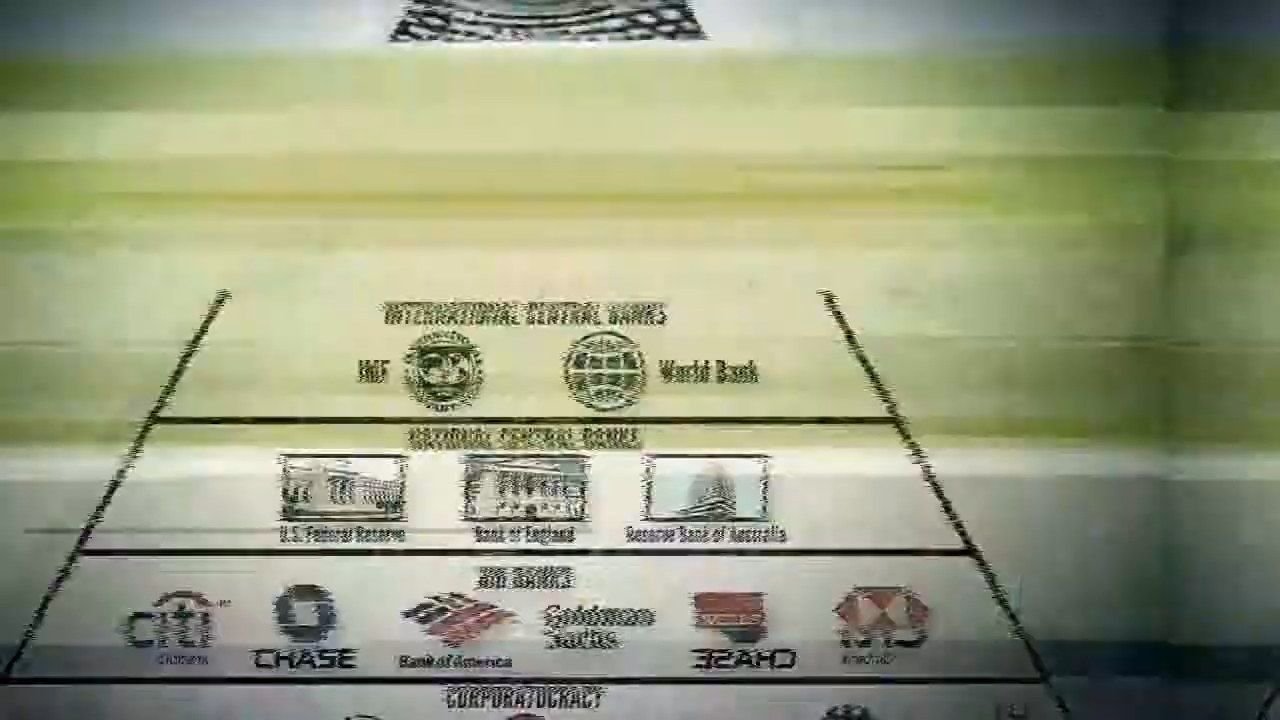 INTERNATIONAL CENTRAL BANKS
IMF World Bank
NATIONAL CENTRAL BANKS
U.S. Federal Reserve Bank of England Reserve Bank of Australia
BIG BANKS
citi CHASE Bank of America Goldman Sachs ƎƧAHƆ
CORPORATOCRACY